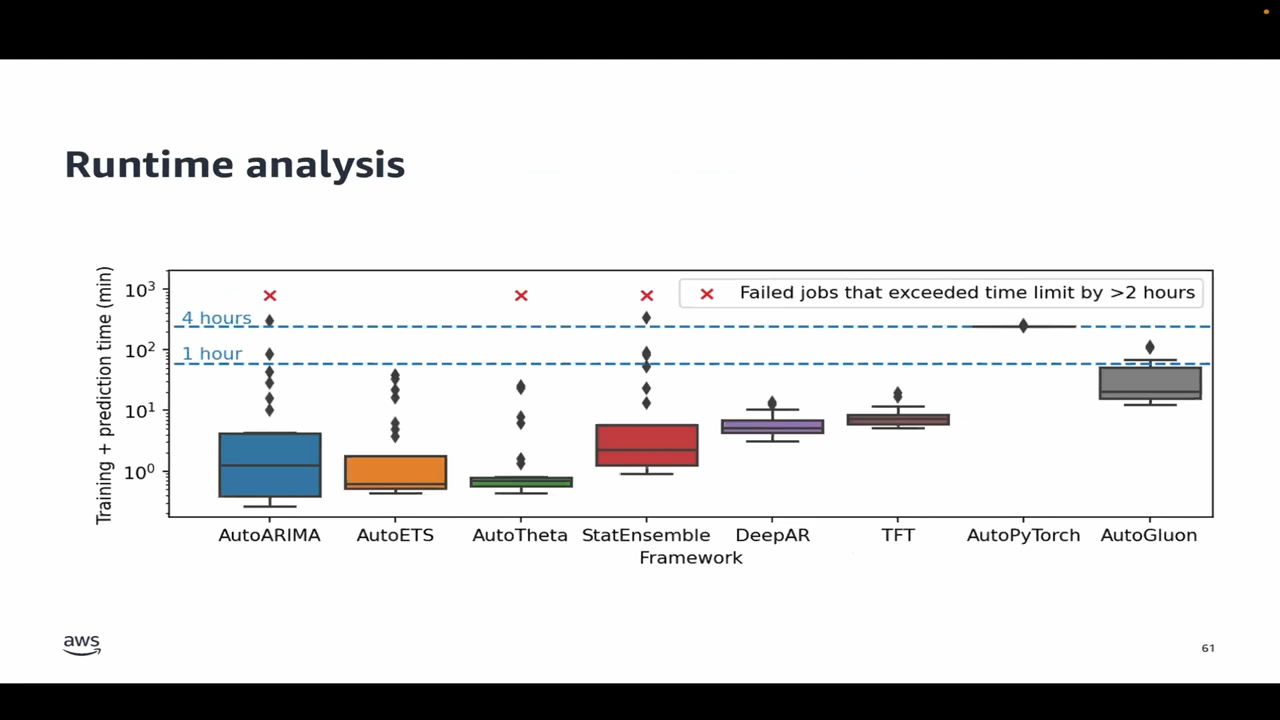 Runtime analysis
Training + prediction time (min)
10³
10²
10¹
10⁰
4 hours
1 hour
Failed jobs that exceeded time limit by >2 hours
AutoARIMA AutoETS AutoTheta StatEnsemble DeepAR TFT AutoPyTorch AutoGluon
Framework
aws
61